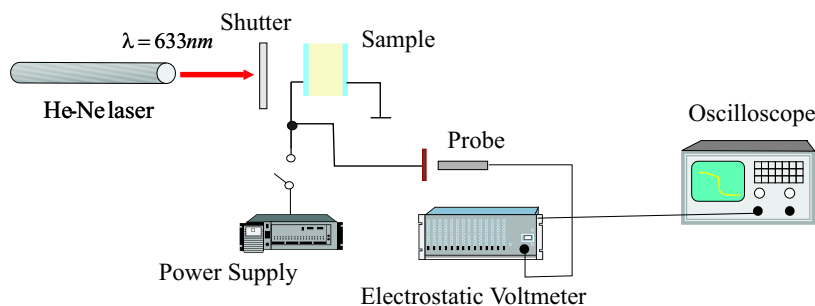 Shutter
λ = 633nm
Sample
He-Ne laser
Probe
Oscilloscope
Power Supply
Electrostatic Voltmeter